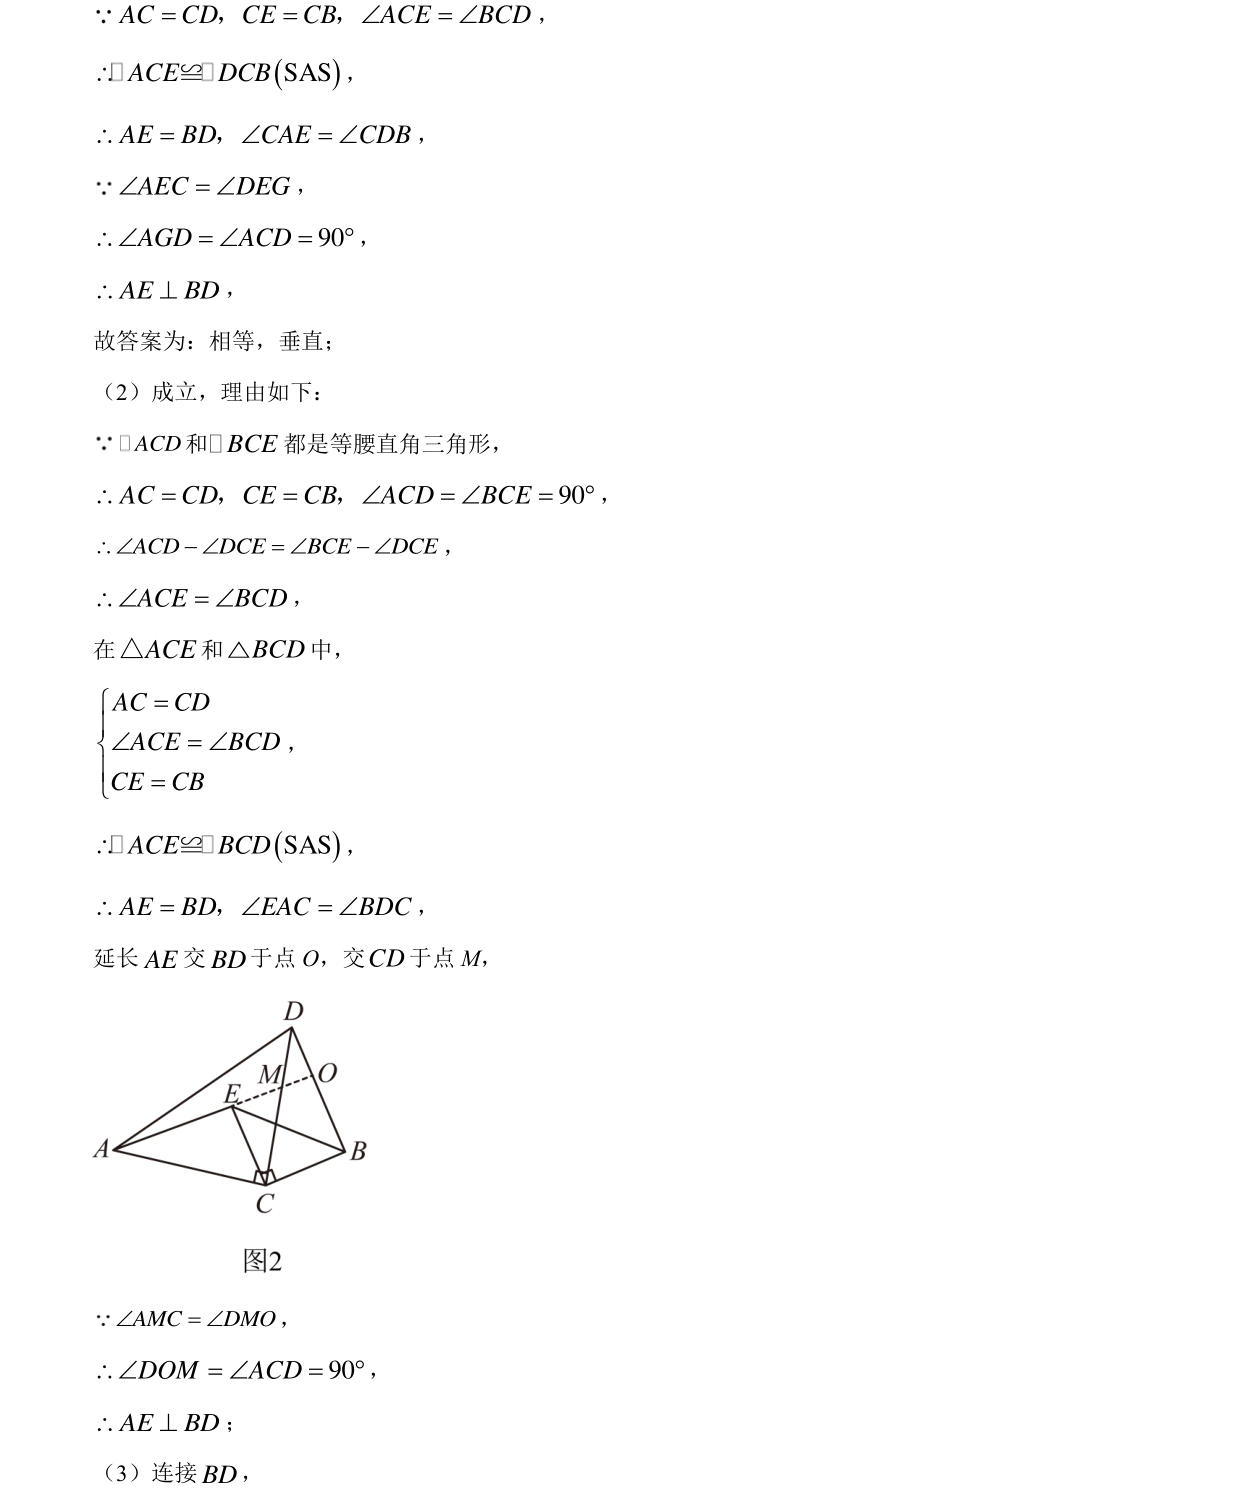 ∵ AC = CD，CE = CB，∠ACE = ∠BCD，
∴□ACE≌□DCB(SAS)，
∴ AE = BD，∠CAE = ∠CDB，
∵ ∠AEC = ∠DEG，
∴ ∠AGD = ∠ACD = 90°，
∴ AE ⊥ BD，
故答案为：相等，垂直；
（2）成立，理由如下：
∵ □ACD 和□BCE 都是等腰直角三角形，
∴ AC = CD，CE = CB，∠ACD = ∠BCE = 90°，
∴ ∠ACD − ∠DCE = ∠BCE − ∠DCE，
∴ ∠ACE = ∠BCD，
在 △ACE 和 △BCD 中，
AC = CD
∠ACE = ∠BCD，
CE = CB
∴□ACE≌□BCD(SAS)，
∴ AE = BD，∠EAC = ∠BDC，
延长 AE 交 BD 于点 O，交 CD 于点 M，
D
M
O
E
A
B
C
图2
∵ ∠AMC = ∠DMO，
∴ ∠DOM = ∠ACD = 90°，
∴ AE ⊥ BD；
（3）连接 BD，